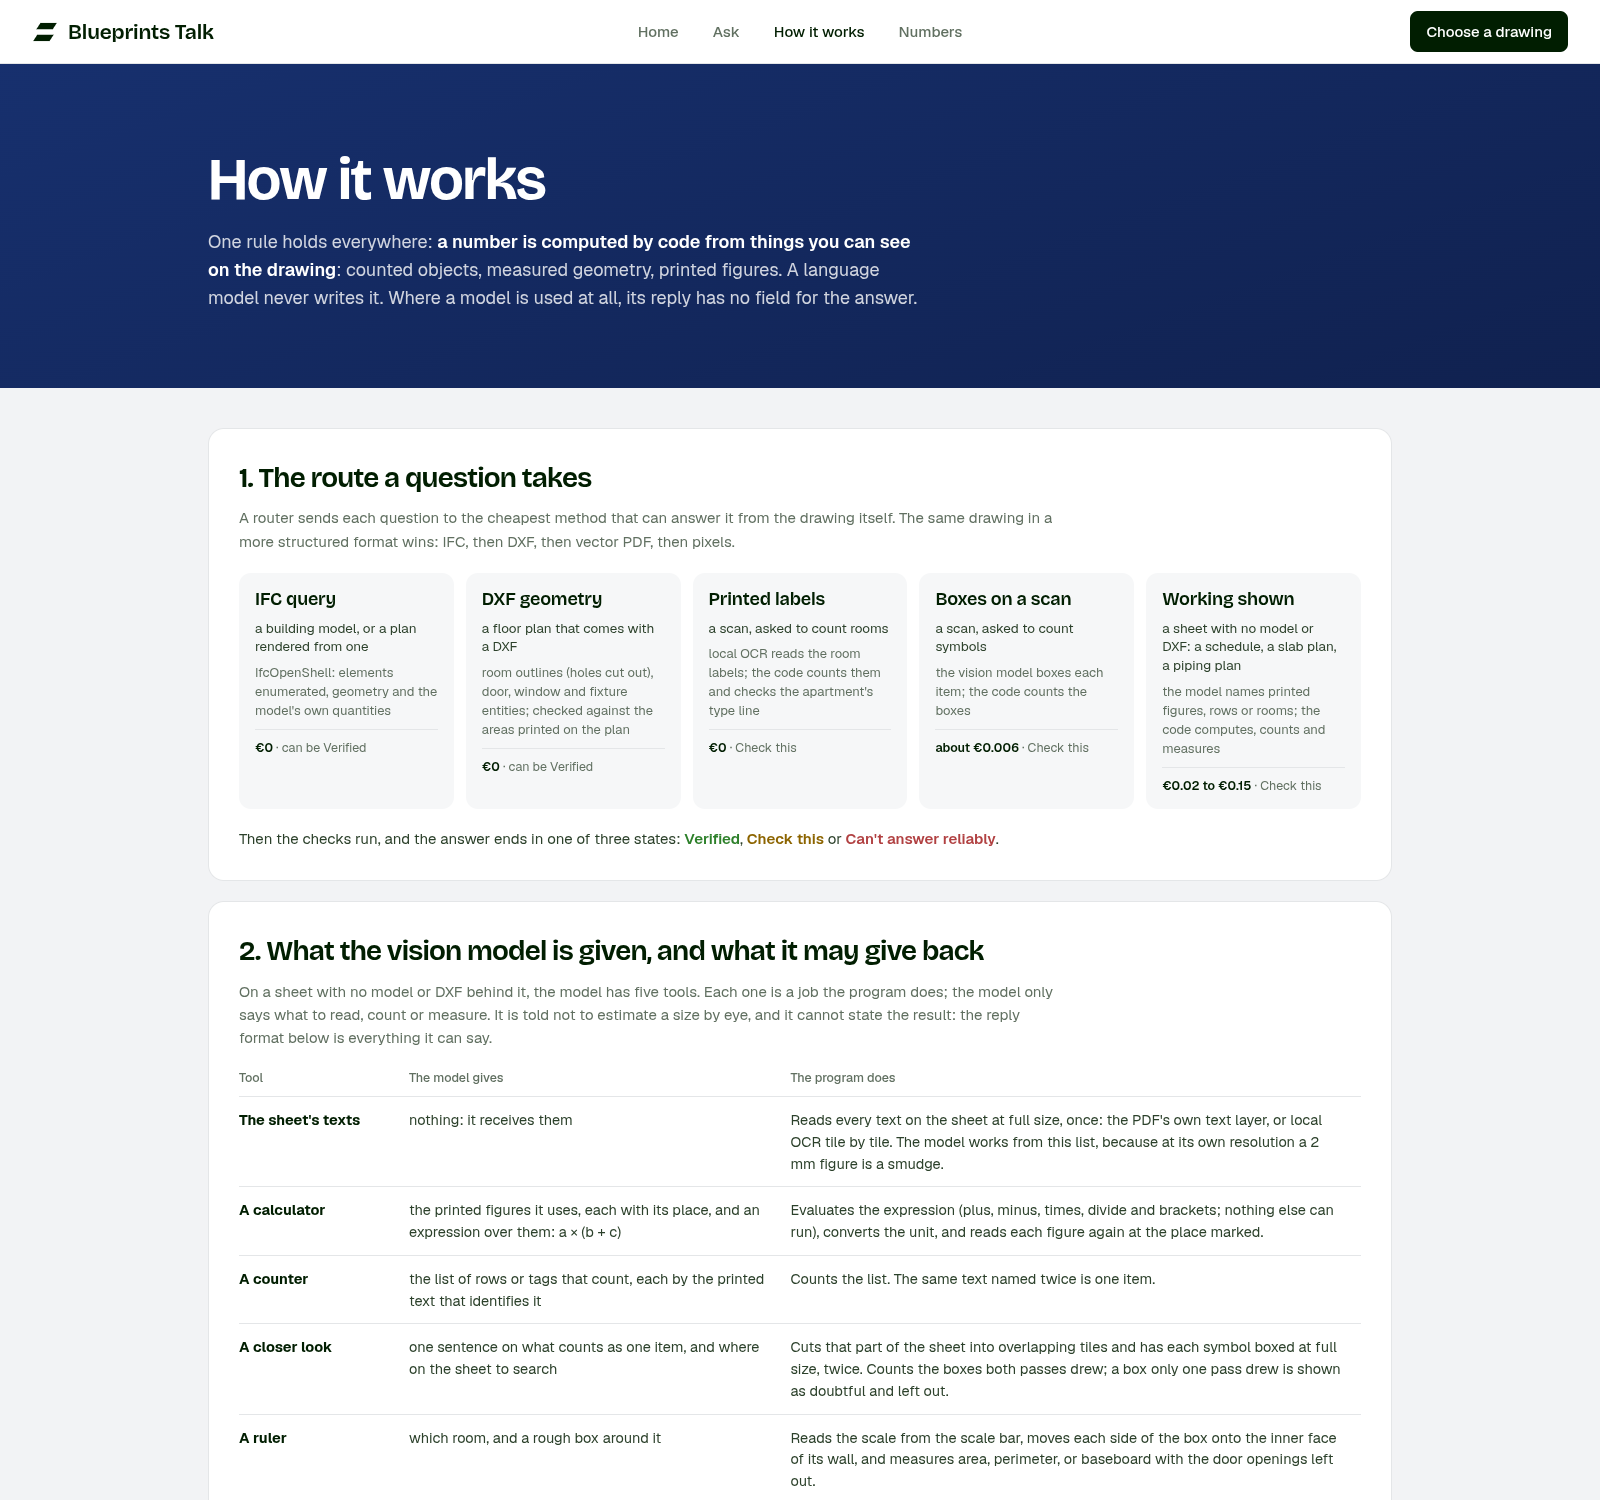 Blueprints Talk
Home Ask How it works Numbers
Choose a drawing
How it works
One rule holds everywhere: a number is computed by code from things you can see
on the drawing: counted objects, measured geometry, printed figures. A language
model never writes it. Where a model is used at all, its reply has no field for the answer.
1. The route a question takes
A router sends each question to the cheapest method that can answer it from the drawing itself. The same drawing in a
more structured format wins: IFC, then DXF, then vector PDF, then pixels.
IFC query
a building model, or a plan
rendered from one
IfcOpenShell: elements
enumerated, geometry and the
model's own quantities
€0 · can be Verified
DXF geometry
a floor plan that comes with
a DXF
room outlines (holes cut out),
door, window and fixture
entities; checked against the
areas printed on the plan
€0 · can be Verified
Printed labels
a scan, asked to count rooms
local OCR reads the room
labels; the code counts them
and checks the apartment's
type line
€0 · Check this
Boxes on a scan
a scan, asked to count
symbols
the vision model boxes each
item; the code counts the
boxes
about €0.006 · Check this
Working shown
a sheet with no model or
DXF: a schedule, a slab plan,
a piping plan
the model names printed
figures, rows or rooms; the
code computes, counts and
measures
€0.02 to €0.15 · Check this
Then the checks run, and the answer ends in one of three states: Verified, Check this or Can't answer reliably.
2. What the vision model is given, and what it may give back
On a sheet with no model or DXF behind it, the model has five tools. Each one is a job the program does; the model only
says what to read, count or measure. It is told not to estimate a size by eye, and it cannot state the result: the reply
format below is everything it can say.
Tool The model gives The program does
The sheet's texts
nothing: it receives them
Reads every text on the sheet at full size, once: the PDF's own text layer, or local
OCR tile by tile. The model works from this list, because at its own resolution a 2
mm figure is a smudge.
A calculator
the printed figures it uses, each with its place, and an
expression over them: a × (b + c)
Evaluates the expression (plus, minus, times, divide and brackets; nothing else can
run), converts the unit, and reads each figure again at the place marked.
A counter
the list of rows or tags that count, each by the printed
text that identifies it
Counts the list. The same text named twice is one item.
A closer look
one sentence on what counts as one item, and where
on the sheet to search
Cuts that part of the sheet into overlapping tiles and has each symbol boxed at full
size, twice. Counts the boxes both passes drew; a box only one pass drew is shown
as doubtful and left out.
A ruler
which room, and a rough box around it
Reads the scale from the scale bar, moves each side of the box onto the inner face
of its wall, and measures area, perimeter, or baseboard with the door openings left
out.